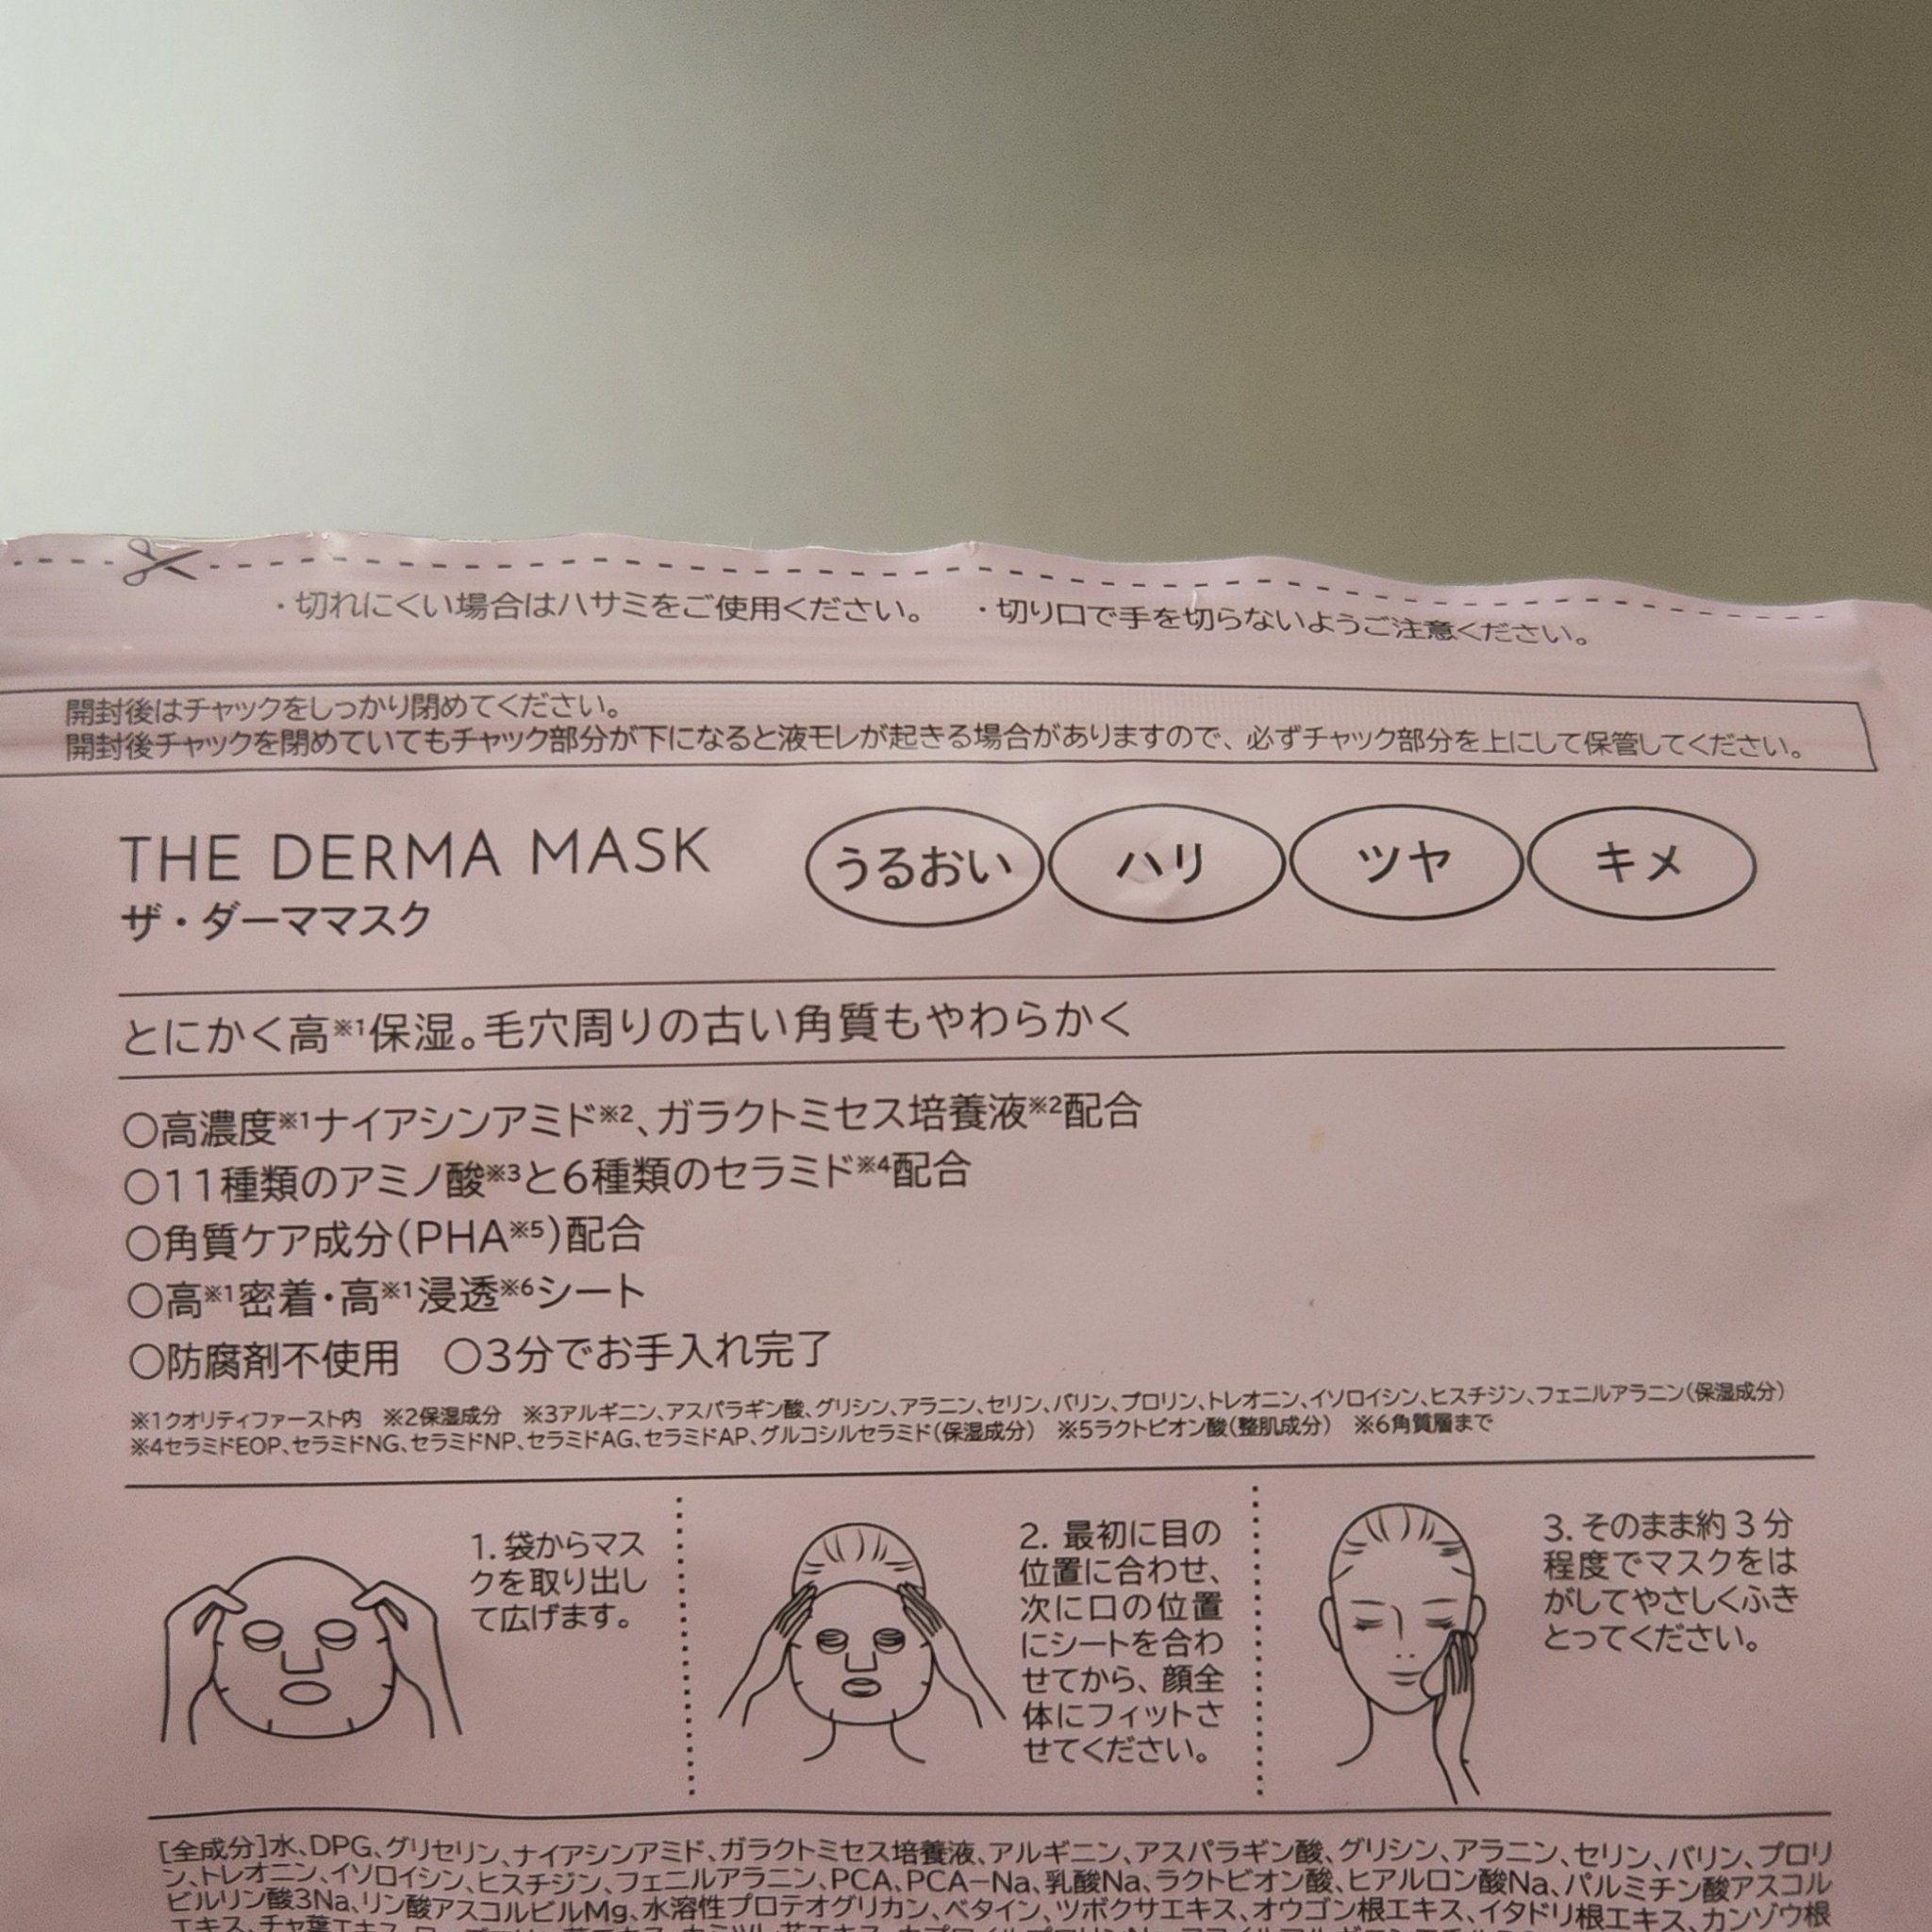 ・切れにくい場合はハサミをご使用ください。 ・切り口で手を切らないようご注意ください。
開封後はチャックをしっかり閉めてください。
開封後チャックを閉めていてもチャック部分が下になると液モレが起きる場合がありますので、必ずチャック部分を上にして保管してください。
THE DERMA MASK
ザ・ダーママスク
うるおい ハリ ツヤ キメ
とにかく高※1保湿。毛穴周りの古い角質もやわらかく
○高濃度※1ナイアシンアミド※2、ガラクトミセス培養液※2配合
○11種類のアミノ酸※3と6種類のセラミド※4配合
○角質ケア成分(PHA※5)配合
○高※1密着・高※1浸透※6シート
○防腐剤不使用 ○3分でお手入れ完了
※1クオリティファースト内 ※2保湿成分 ※3アルギニン、アスパラギン酸、グリシン、アラニン、セリン、バリン、プロリン、トレオニン、イソロイシン、ヒスチジン、フェニルアラニン(保湿成分)
※4セラミドEOP、セラミドNG、セラミドNP、セラミドAG、セラミドAP、グルコシルセラミド(保湿成分) ※5ラクトビオン酸(整肌成分) ※6角質層まで
1. 袋からマス
クを取り出し
て広げます。
2. 最初に目の
位置に合わせ、
次に口の位置
にシートを合わ
せてから、顔全
体にフィットさ
せてください。
3. そのまま約3分
程度でマスクをは
がしてやさしくふき
とってください。
[全成分]水、DPG、グリセリン、ナイアシンアミド、ガラクトミセス培養液、アルギニン、アスパラギン酸、グリシン、アラニン、セリン、バリン、プロリ
ン、トレオニン、イソロイシン、ヒスチジン、フェニルアラニン、PCA、PCA-Na、乳酸Na、ラクトビオン酸、ヒアルロン酸Na、パルミチン酸アスコル
ビルリン酸3Na、リン酸アスコルビルMg、水溶性プロテオグリカン、ベタイン、ツボクサエキス、オウゴン根エキス、イタドリ根エキス、カンゾウ根
エキス、チャ葉エキス